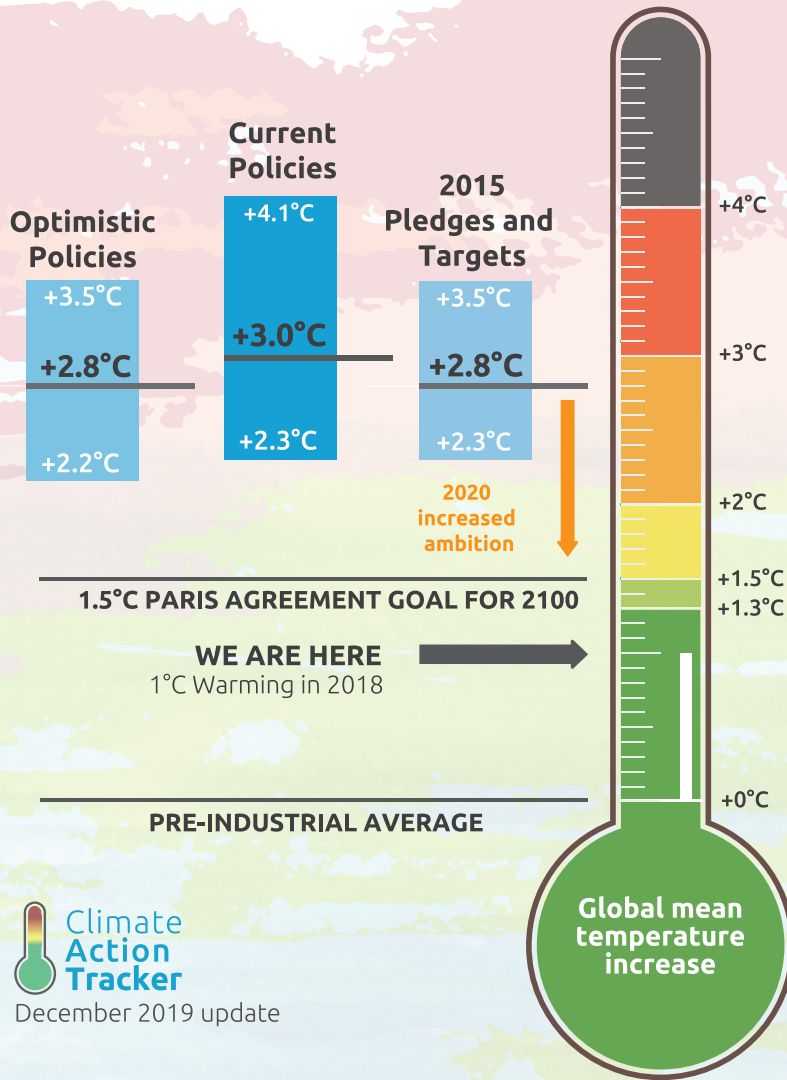 Optimistic
Policies
+3.5°C
+2.8°C
+2.2°C
Current
Policies
+4.1°C
+3.0°C
+2.3°C
2015
Pledges and
Targets
+3.5°C
+2.8°C
+2.3°C
2020
increased
ambition
+4°C
+3°C
+2°C
+1.5°C
+1.3°C
+0°C
1.5°C PARIS AGREEMENT GOAL FOR 2100
WE ARE HERE
1°C Warming in 2018
PRE-INDUSTRIAL AVERAGE
Global mean
temperature
increase
Climate
Action
Tracker
December 2019 update